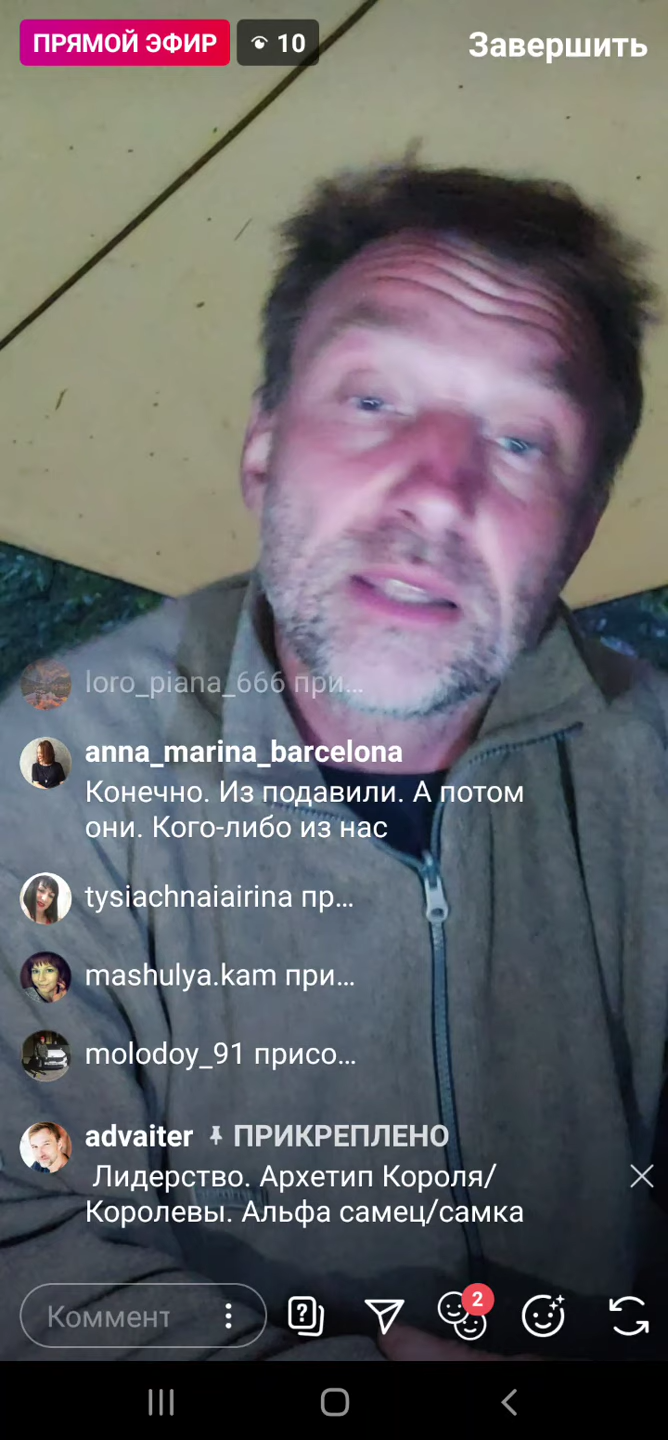 ПРЯМОЙ ЭФИР 10 Завершить
loro_piana_666 при...
anna_marina_barcelona
Конечно. Из подавили. А потом
они. Кого-либо из нас
tysiachnaiairina пр...
mashulya.kam при...
molodoy_91 присо...
advaiter ПРИКРЕПЛЕНО
Лидерство. Архетип Короля/
Королевы. Альфа самец/самка
Коммент
2